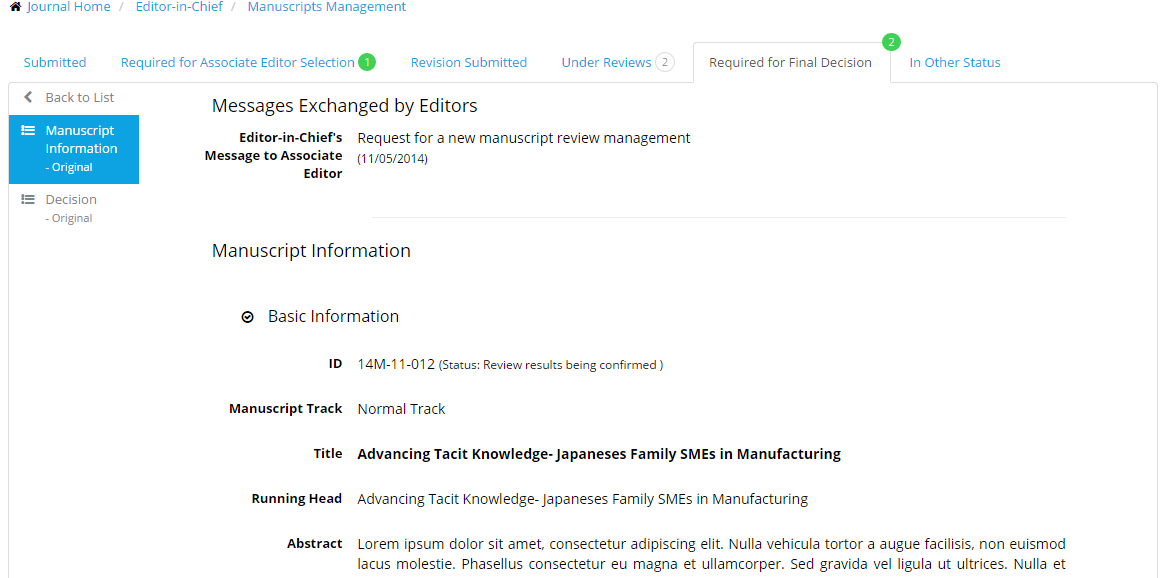 Journal Home / Editor-in-Chief / Manuscripts Management
2
Submitted Required for Associate Editor Selection 1 Revision Submitted Under Reviews 2 Required for Final Decision In Other Status
Back to List
Manuscript
Information
- Original
Decision
- Original
Messages Exchanged by Editors
Editor-in-Chief's Request for a new manuscript review management
Message to Associate (11/05/2014)
Editor
Manuscript Information
Basic Information
ID 14M-11-012 (Status: Review results being confirmed )
Manuscript Track Normal Track
Title Advancing Tacit Knowledge- Japaneses Family SMEs in Manufacturing
Running Head Advancing Tacit Knowledge- Japaneses Family SMEs in Manufacturing
Abstract Lorem ipsum dolor sit amet, consectetur adipiscing elit. Nulla vehicula tortor a augue facilisis, non euismod
lacus molestie. Phasellus consectetur eu magna et ullamcorper. Sed gravida vel ligula ut ultrices. Nulla et